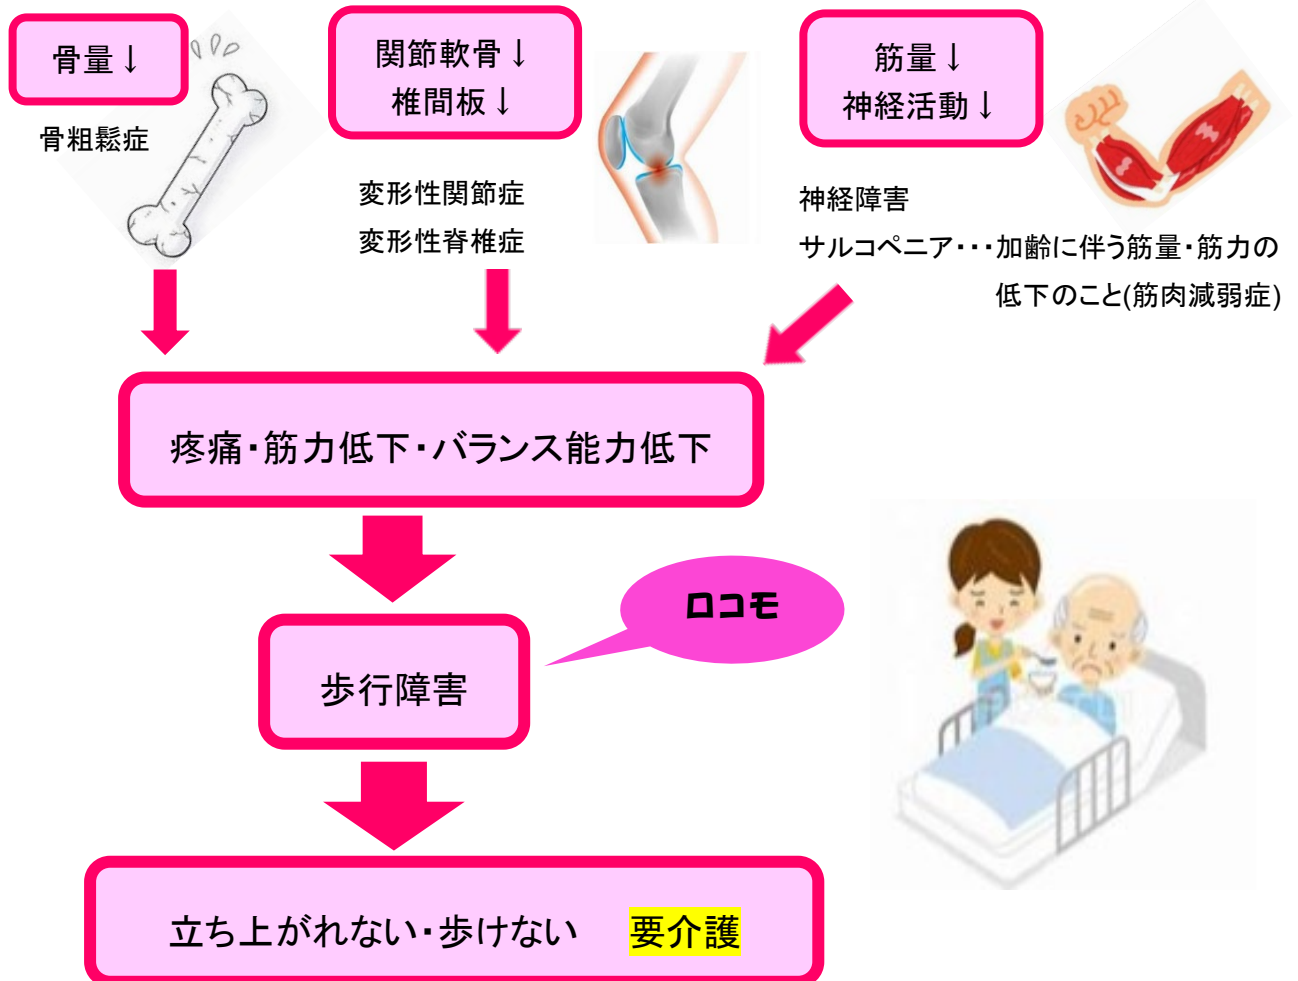 骨量↓
骨粗鬆症
関節軟骨↓
椎間板↓
変形性関節症
変形性脊椎症
筋量↓
神経活動↓
神経障害
サルコペニア･･･加齢に伴う筋量･筋力の
低下のこと(筋肉減弱症)
疼痛･筋力低下･バランス能力低下
ロコモ
歩行障害
立ち上がれない･歩けない　要介護